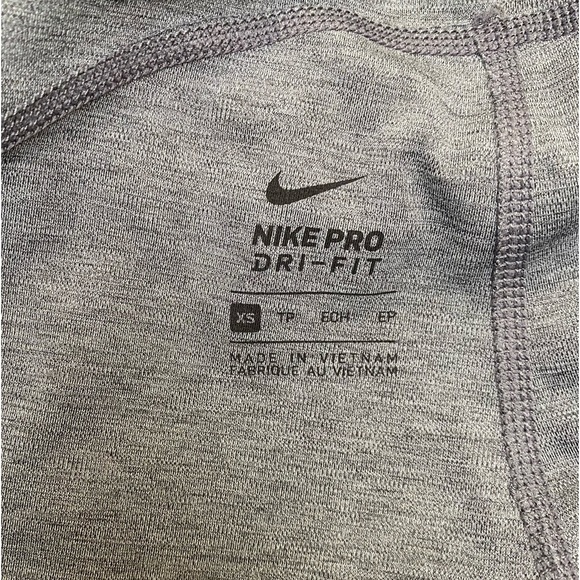 NIKE PRO
DRI-FIT
XS TP ECH EP
MADE IN VIETNAM
FABRIQUE AU VIETNAM